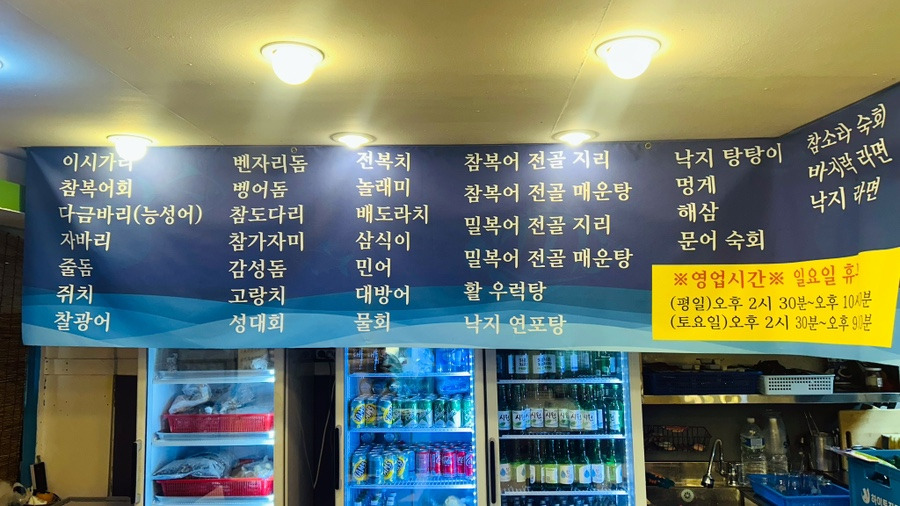 이시가리
참복어회
다금바리(능성어)
자바리
줄돔
쥐치
찰광어
벤자리돔
벵어돔
참도다리
참가자미
감성돔
고랑치
성대회
전복치
놀래미
배도라치
삼식이
민어
대방어
물회
참복어 전골 지리
참복어 전골 매운탕
밀복어 전골 지리
밀복어 전골 매운탕
활 우럭탕
낙지 연포탕
낙지 탕탕이
멍게
해삼
문어 숙회
참소라 숙회
바지락 라면
낙지 라면
※영업시간※ 일요일
(평일)오후 2시 30분~오후 10시분
(토요일)오후 2시 30분~오후